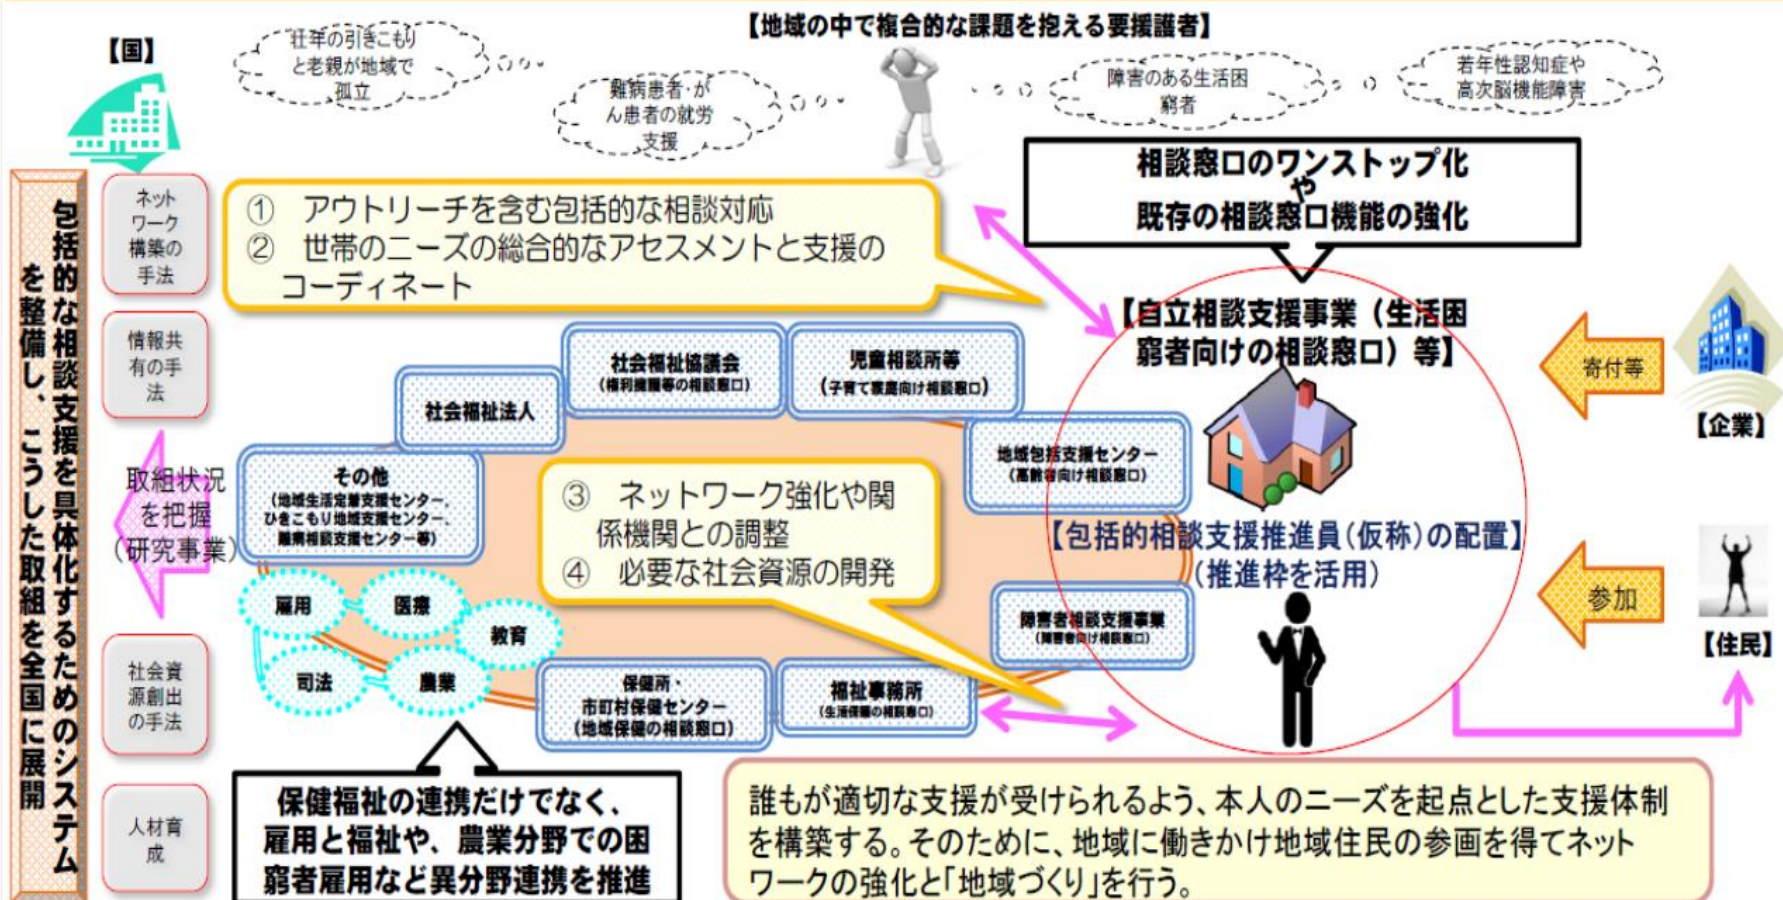 【地域の中で複合的な課題を抱える要援護者】
【国】
壮年の引きこもり
と老親が地域で
孤立
難病患者・が
ん患者の就労
支援
障害のある生活困
窮者
若年性認知症や
高次脳機能障害
相談窓口のワンストップ化
や
既存の相談窓口機能の強化
包括的な相談支援を具体化するためのシステム
を整備し、こうした取組を全国に展開
ネット
ワーク
構築の
手法
情報共
有の手
法
取組状況
を把握
（研究事業）
社会資
源創出
の手法
人材育
成
① アウトリーチを含む包括的な相談対応
② 世帯のニーズの総合的なアセスメントと支援の
コーディネート
【自立相談支援事業（生活困
窮者向けの相談窓口）等】
社会福祉協議会
（権利擁護等の相談窓口）
児童相談所等
（子育て家庭向け相談窓口）
社会福祉法人
地域包括支援センター
（高齢者向け相談窓口）
その他
（地域生活定着支援センター、
ひきこもり地域支援センター、
難病相談支援センター等）
③ ネットワーク強化や関
係機関との調整
④ 必要な社会資源の開発
【包括的相談支援推進員（仮称）の配置】
（推進枠を活用）
障害者相談支援事業
（障害者向け相談窓口）
雇用
医療
教育
司法
農業
保健所・
市町村保健センター
（地域保健の相談窓口）
福祉事務所
（生活保護の相談窓口）
寄付等
【企業】
参加
【住民】
保健福祉の連携だけでなく、
雇用と福祉や、農業分野での困
窮者雇用など異分野連携を推進
誰もが適切な支援が受けられるよう、本人のニーズを起点とした支援体制
を構築する。そのために、地域に働きかけ地域住民の参画を得てネット
ワークの強化と「地域づくり」を行う。